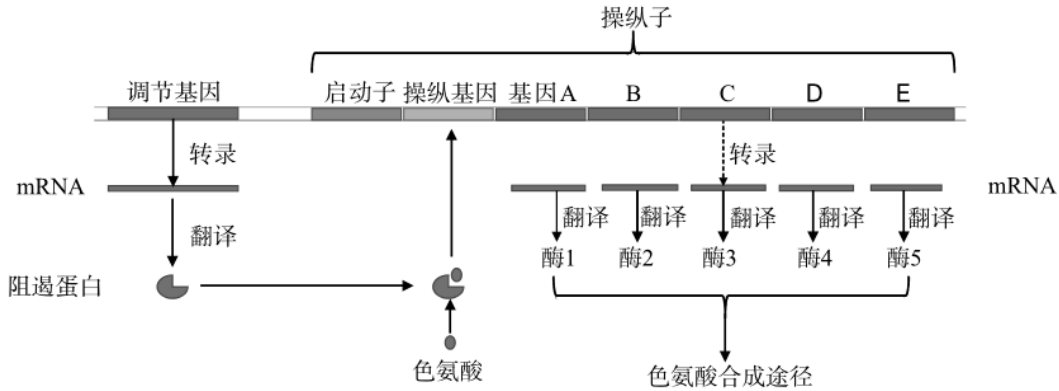 操纵子
调节基因 启动子 操纵基因 基因A B C D E
转录 转录
mRNA mRNA
翻译 翻译 翻译 翻译 翻译 翻译
酶1 酶2 酶3 酶4 酶5
阻遏蛋白
色氨酸 色氨酸合成途径